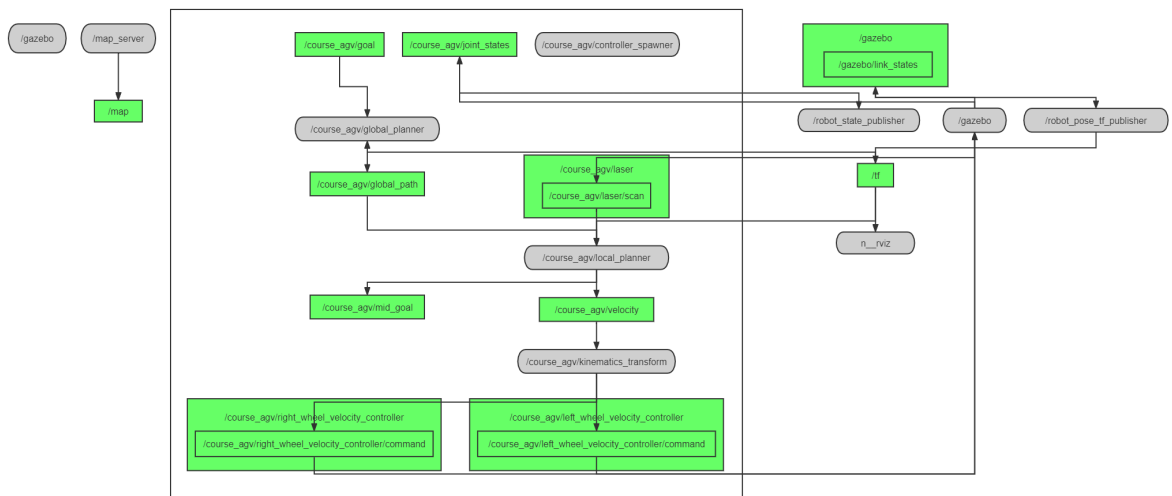 /gazebo
/map_server
/map
/course_agv/goal
/course_agv/joint_states
/course_agv/controller_spawner
/gazebo
/gazebo/link_states
/course_agv/global_planner
/robot_state_publisher
/gazebo
/robot_pose_tf_publisher
/course_agv/global_path
/course_agv/laser
/course_agv/laser/scan
/tf
/course_agv/local_planner
n__rviz
/course_agv/mid_goal
/course_agv/velocity
/course_agv/kinematics_transform
/course_agv/right_wheel_velocity_controller
/course_agv/left_wheel_velocity_controller
/course_agv/right_wheel_velocity_controller/command
/course_agv/left_wheel_velocity_controller/command